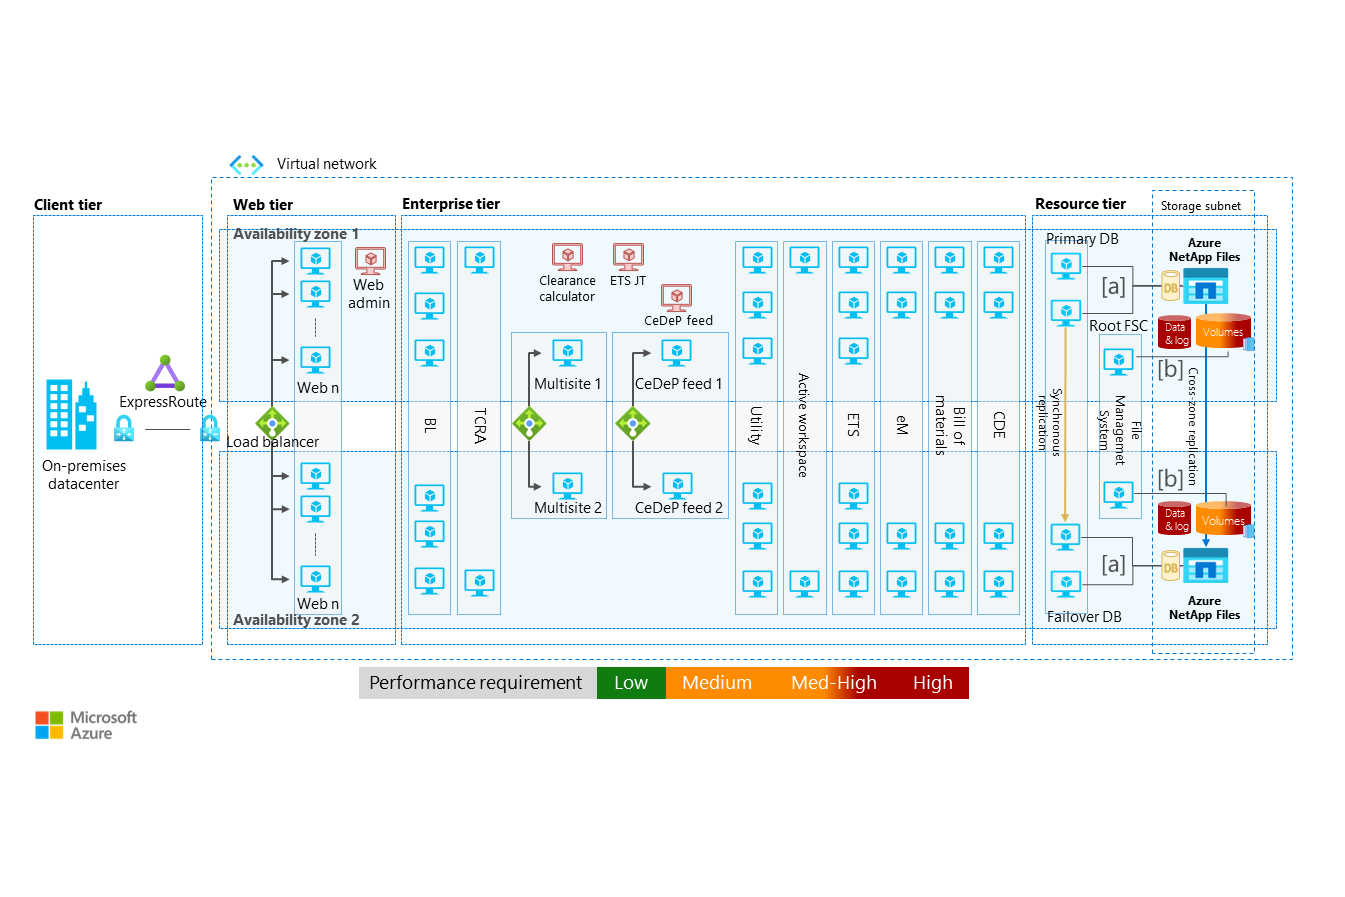 Virtual network
Client tier
Web tier
Enterprise tier
Resource tier
Storage subnet
Availability zone 1
Primary DB
Azure
NetApp Files
Web
admin
Clearance
calculator
ETS JT
CeDeP feed
[a]
DB
Root FSC
Data
& log
Volumes
Web n
Multisite 1
CeDeP feed 1
[b]
ExpressRoute
Load balancer
BL
TCRA
Utility
Active workspace
ETS
eM
Bill of
materials
CDE
Synchronous
replication
File
Managemet
System
Cross-zone replication
On-premises
datacenter
Multisite 2
CeDeP feed 2
[b]
Data
& log
Volumes
[a]
DB
Web n
Availability zone 2
Failover DB
Azure
NetApp Files
Performance requirement
Low
Medium
Med-High
High
Microsoft
Azure